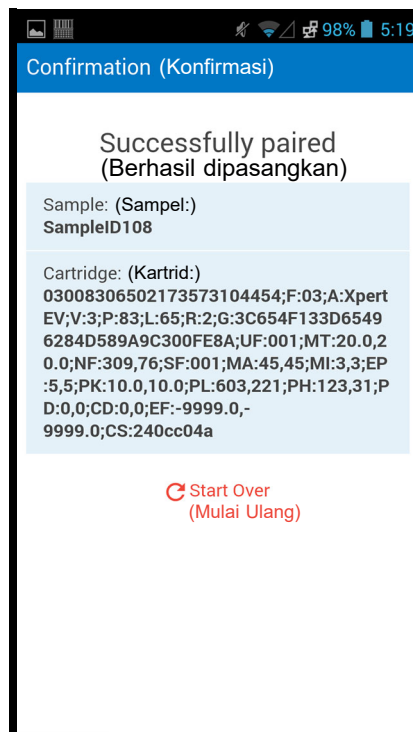 98% 5:19
Confirmation (Konfirmasi)
Successfully paired
(Berhasil dipasangkan)
Sample: (Sampel:)
SampleID108
Cartridge: (Kartrid:)
03008306502173573104454;F:03;A:Xpert
EV;V:3;P:83;L:65;R:2;G:3C654F133D6549
6284D589A9C300FE8A;UF:001;MT:20.0,2
0.0;NF:309,76;SF:001;MA:45,45;MI:3,3;EP
:5,5;PK:10.0,10.0;PL:603,221;PH:123,31;P
D:0,0;CD:0,0;EF:-9999.0,-
9999.0;CS:240cc04a
Start Over
(Mulai Ulang)